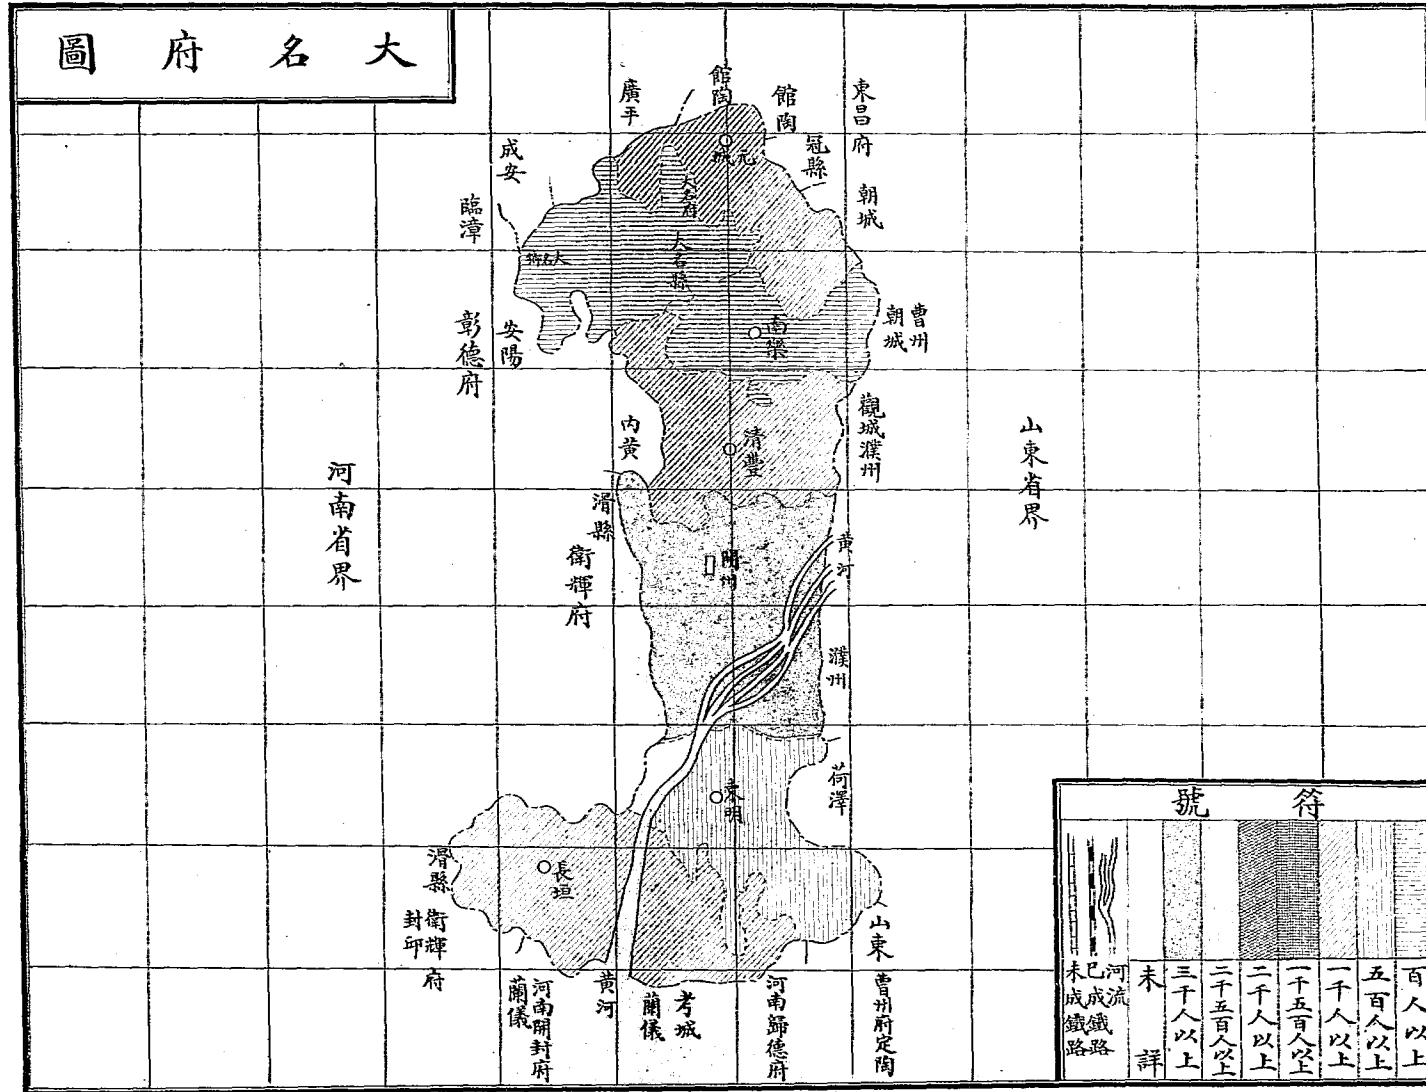 大名府圖
館陶
廣平
館陶
東昌府
冠縣
成安
元城
大名府
朝城
臨漳
大名縣
南樂
曹州
朝城
彰德府
安陽
觀城濮州
清豐
內黃
山東省界
河南省界
滑縣
衛輝府
開州
黃河
濮州
東明
荷澤
長垣
滑縣
衛輝府
封邱
山東
曹州府定陶
河南歸德府
考城
蘭儀
黃河
河南開封府
蘭儀
符號
百人以上
五百人以上
一千人以上
一千五百人以上
二千人以上
二千五百人以上
三千人以上
未詳
河流
已成鐵路
未成鐵路